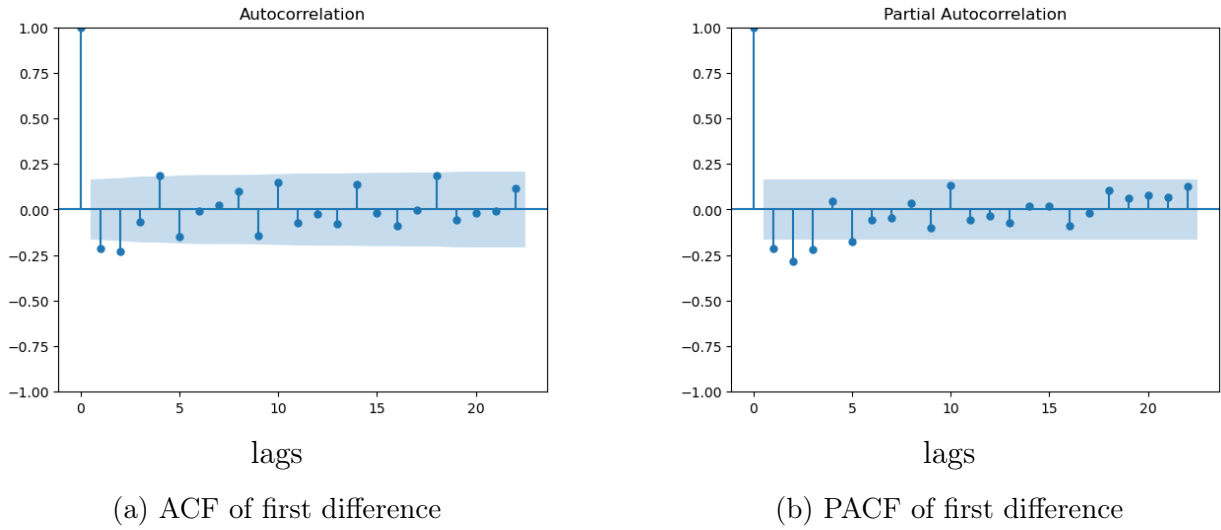 Autocorrelation
1.00
0.75
0.50
0.25
0.00
−0.25
−0.50
−0.75
−1.00
0 5 10 15 20
lags
(a) ACF of first difference
Partial Autocorrelation
1.00
0.75
0.50
0.25
0.00
−0.25
−0.50
−0.75
−1.00
0 5 10 15 20
lags
(b) PACF of first difference